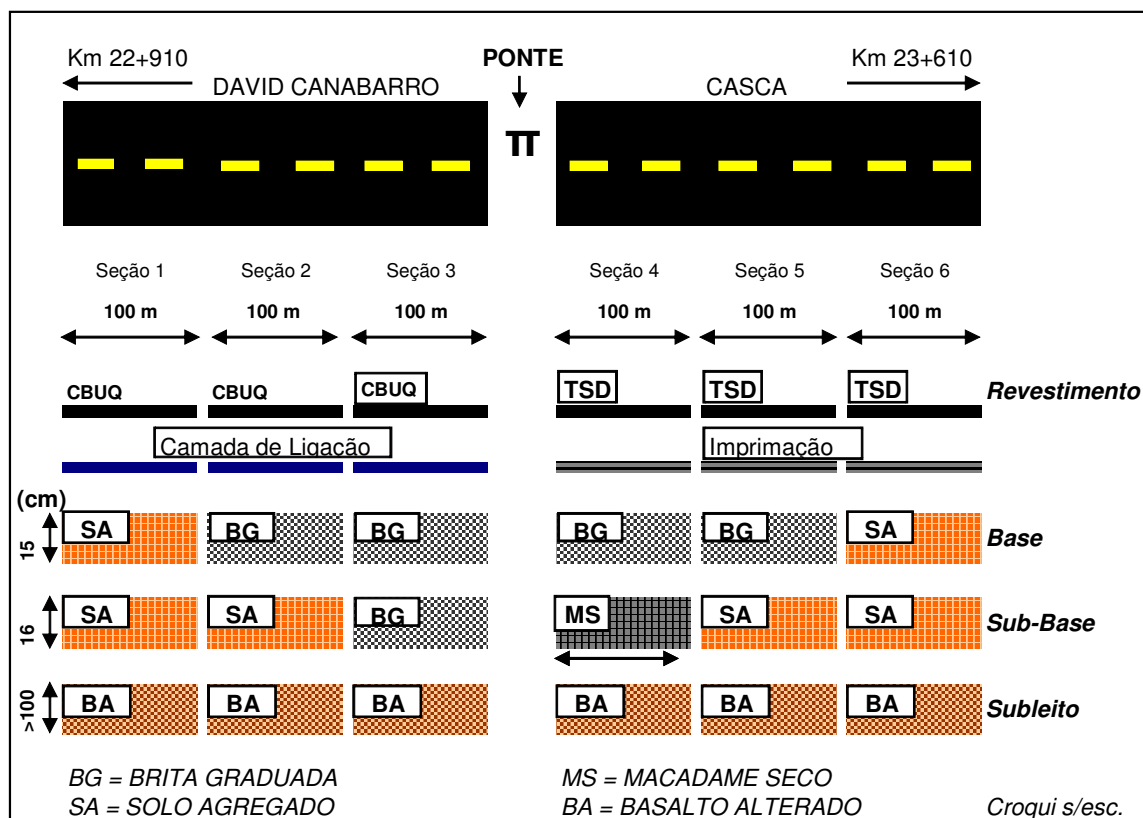 Km 22+910 PONTE Km 23+610
DAVID CANABARRO CASCA
π
Seção 1 Seção 2 Seção 3 Seção 4 Seção 5 Seção 6
100 m 100 m 100 m 100 m 100 m 100 m
CBUQ CBUQ CBUQ TSD TSD TSD Revestimento
Camada de Ligação Imprimação
(cm)
15 SA BG BG BG BG SA Base
16 SA SA BG MS SA SA Sub-Base
>100 BA BA BA BA BA BA Subleito
BG = BRITA GRADUADA MS = MACADAME SECO
SA = SOLO AGREGADO BA = BASALTO ALTERADO Croqui s/esc.